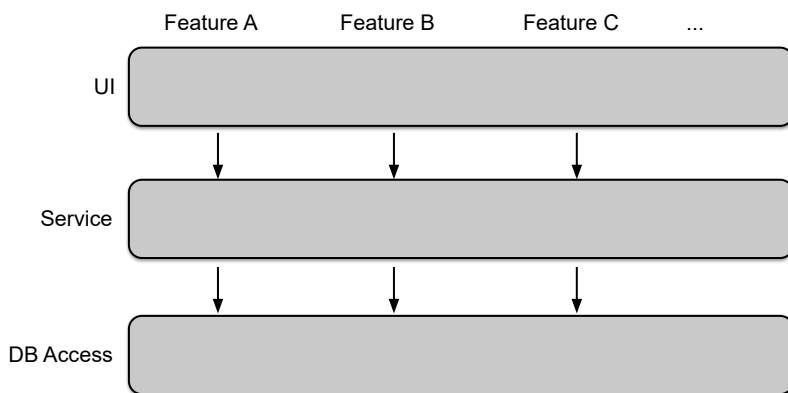 Feature A Feature B Feature C ...
UI
Service
DB Access